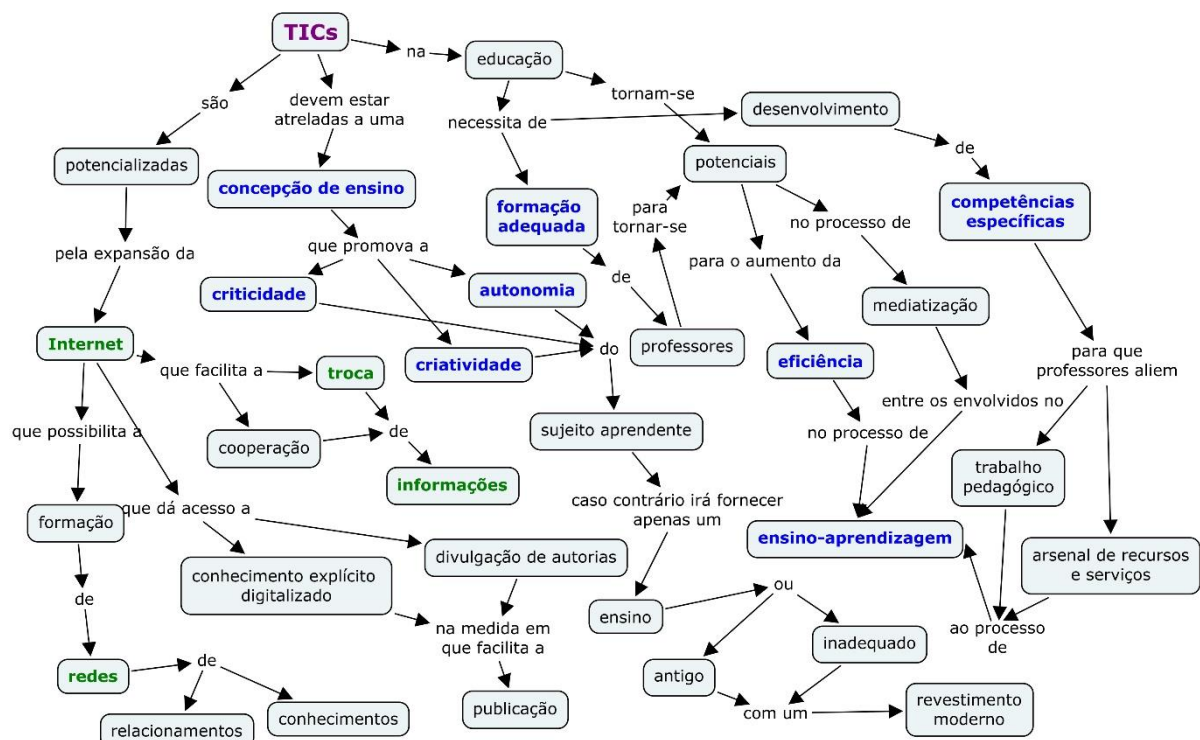 TICs
na
educação
são
devem estar
atreladas a uma
tornam-se
necessita de
desenvolvimento
de
potencializadas
concepção de ensino
potenciais
formação
adequada
para
tornar-se
no processo de
competências
específicas
pela expansão da
que promova a
para o aumento da
criticidade
autonomia
de
mediatização
Internet
que facilita a
troca
criatividade
do
professores
eficiência
para que
professores aliem
que possibilita a
cooperação
de
sujeito aprendente
no processo de
entre os envolvidos no
informações
trabalho
pedagógico
formação
que dá acesso a
caso contrário irá fornecer
apenas um
ensino-aprendizagem
conhecimento explícito
digitalizado
divulgação de autorias
arsenal de recursos
e serviços
de
na medida em
que facilita a
ensino
ou
inadequado
ao processo
de
redes
de
antigo
relacionamentos
conhecimentos
publicação
com um
revestimento
moderno